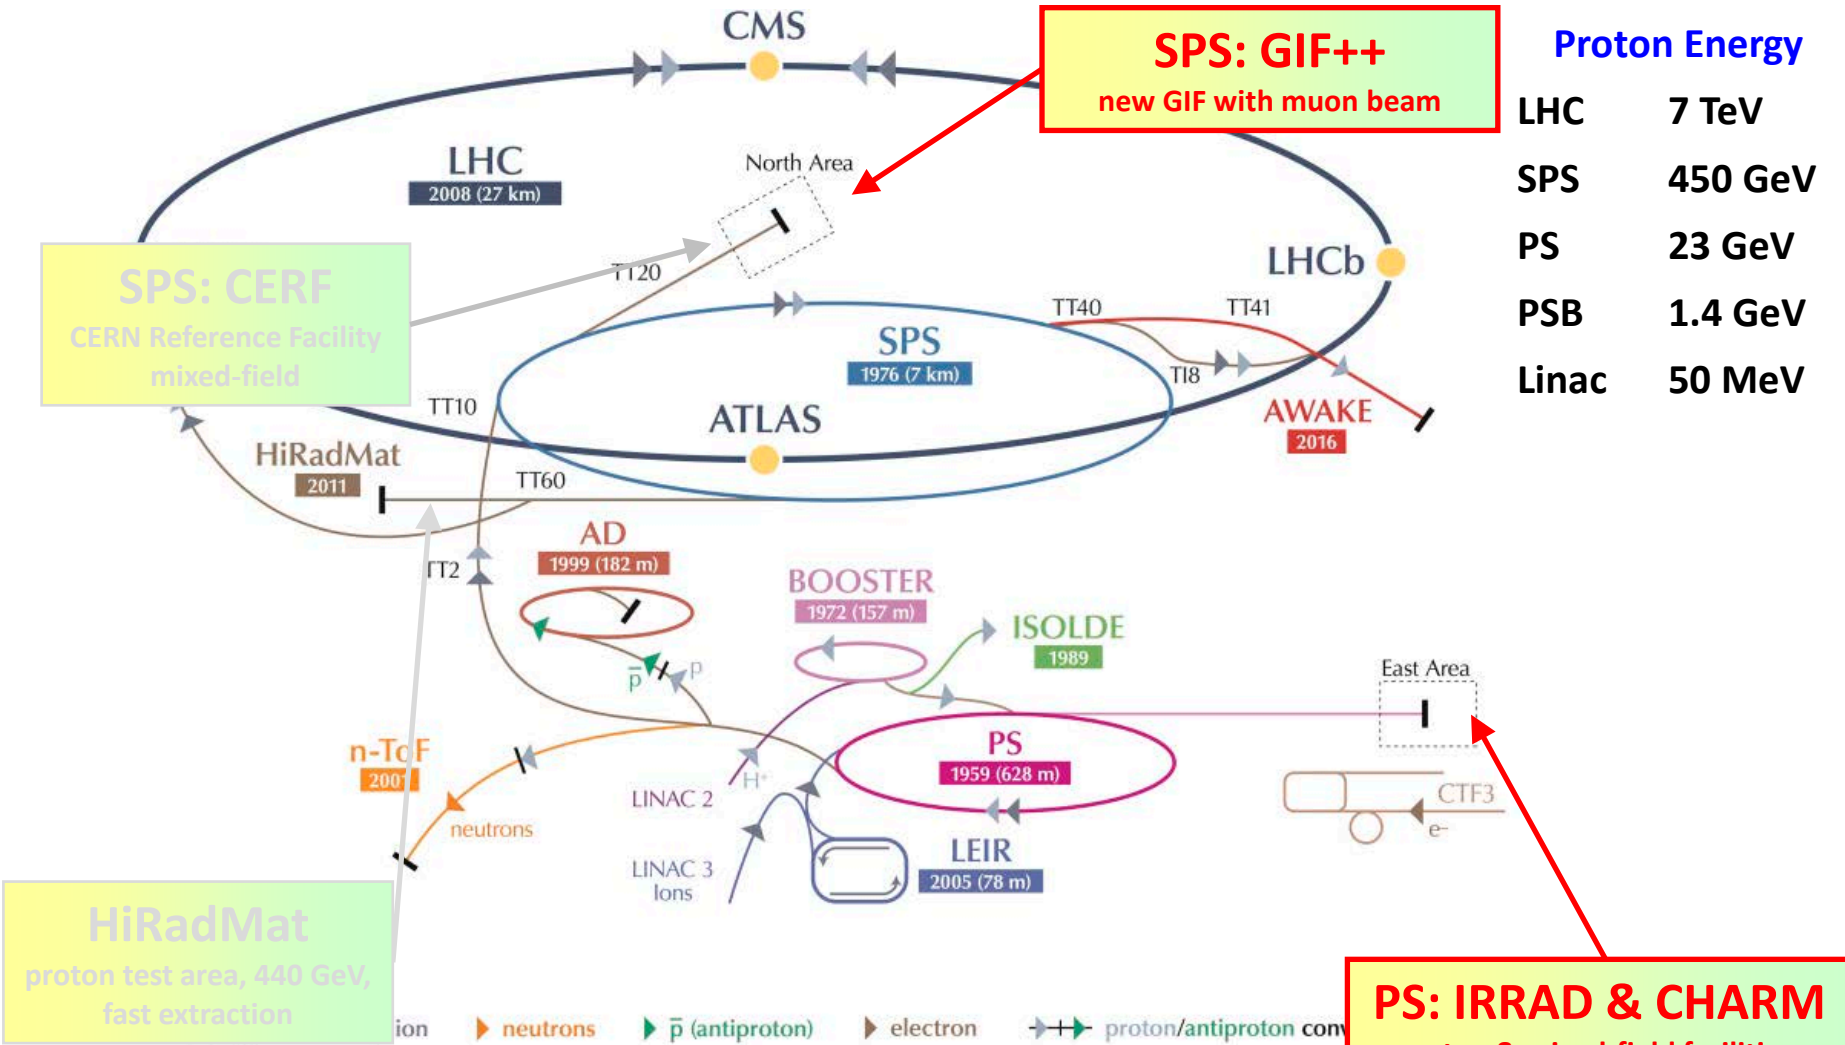 CMS
SPS: GIF++
new GIF with muon beam
Proton Energy
LHC 7 TeV
SPS 450 GeV
PS 23 GeV
PSB 1.4 GeV
Linac 50 MeV
LHC
2008 (27 km)
North Area
LHCb
SPS: CERF
CERN Reference Facility
mixed-field
TT20
TT40
TT41
SPS
1976 (7 km)
TI8
TT10
ATLAS
AWAKE
2016
HiRadMat
2011
TT60
AD
1999 (182 m)
TT2
BOOSTER
1972 (157 m)
ISOLDE
1989
p̅
p
East Area
n-ToF
2001
PS
1959 (628 m)
H+
LINAC 2
neutrons
CTF3
e-
LINAC 3
Ions
LEIR
2005 (78 m)
HiRadMat
proton test area, 440 GeV,
fast extraction
PS: IRRAD & CHARM
ion
neutrons
p̅ (antiproton)
electron
proton/antiproton